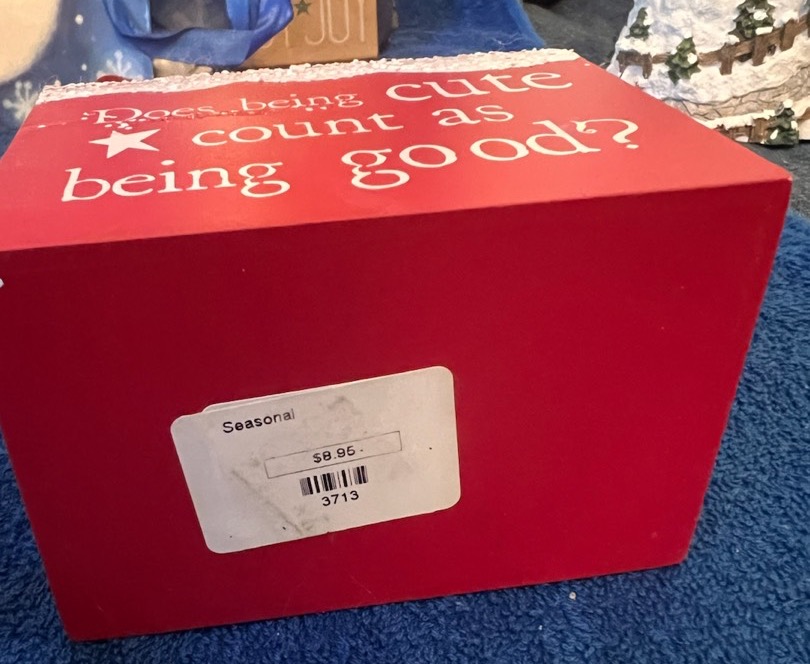 JOY
Does being cute
count as
being good?
Seasonal
$8.95
3713